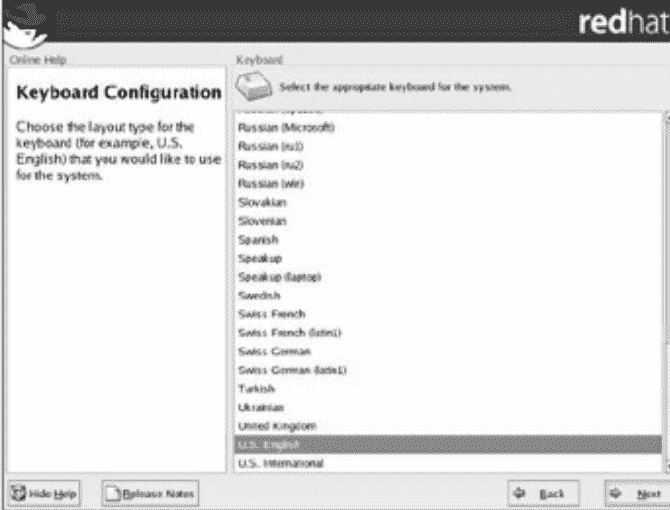 redhat
Online Help
Keyboard
Keyboard Configuration
Choose the layout type for the
keyboard (for example, U.S.
English) that you would like to use
for the system.
Select the appropriate keyboard for the system.
Russian (Microsoft)
Russian (ru1)
Russian (ru2)
Russian (win)
Slovakian
Slovenian
Spanish
Speakup
Speakup (laptop)
Swedish
Swiss French
Swiss French (latin1)
Swiss German
Swiss German (latin1)
Turkish
Ukrainian
United Kingdom
U.S. English
U.S. International
Hide Help
Release Notes
Back
Next